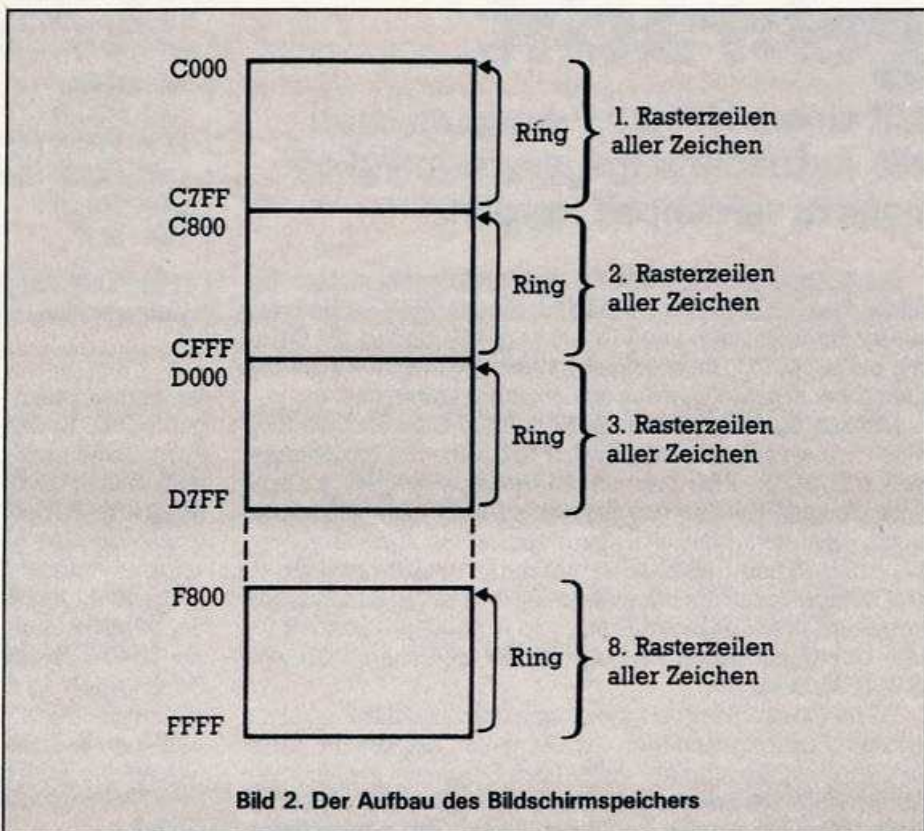 C000
Ring
1. Rasterzeilen
aller Zeichen
C7FF
C800
Ring
2. Rasterzeilen
aller Zeichen
CFFF
D000
Ring
3. Rasterzeilen
aller Zeichen
D7FF
F800
Ring
8. Rasterzeilen
aller Zeichen
FFFF
Bild 2. Der Aufbau des Bildschirmspeichers